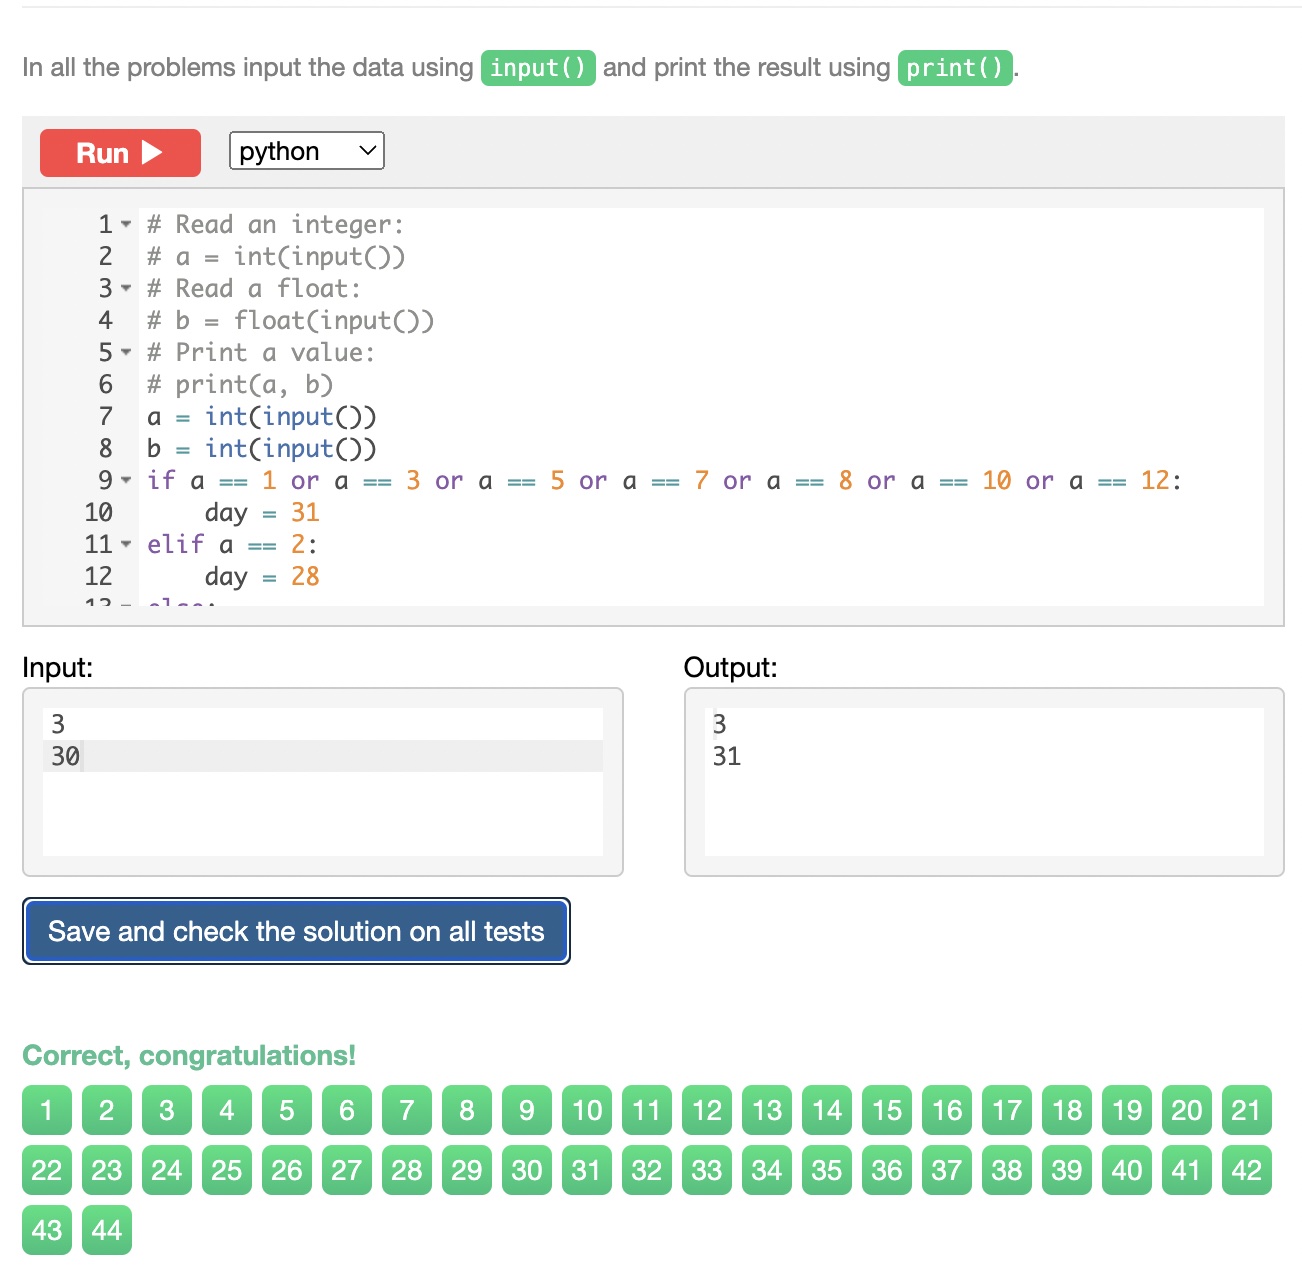 In all the problems input the data using input() and print the result using print().
Run
python
1 # Read an integer:
2 # a = int(input())
3 # Read a float:
4 # b = float(input())
5 # Print a value:
6 # print(a, b)
7 a = int(input())
8 b = int(input())
9 if a == 1 or a == 3 or a == 5 or a == 7 or a == 8 or a == 10 or a == 12:
10 day = 31
11 elif a == 2:
12 day = 28
13 else:
Input:
3
30
Output:
3
31
Save and check the solution on all tests
Correct, congratulations!
1 2 3 4 5 6 7 8 9 10 11 12 13 14 15 16 17 18 19 20 21
22 23 24 25 26 27 28 29 30 31 32 33 34 35 36 37 38 39 40 41 42
43 44